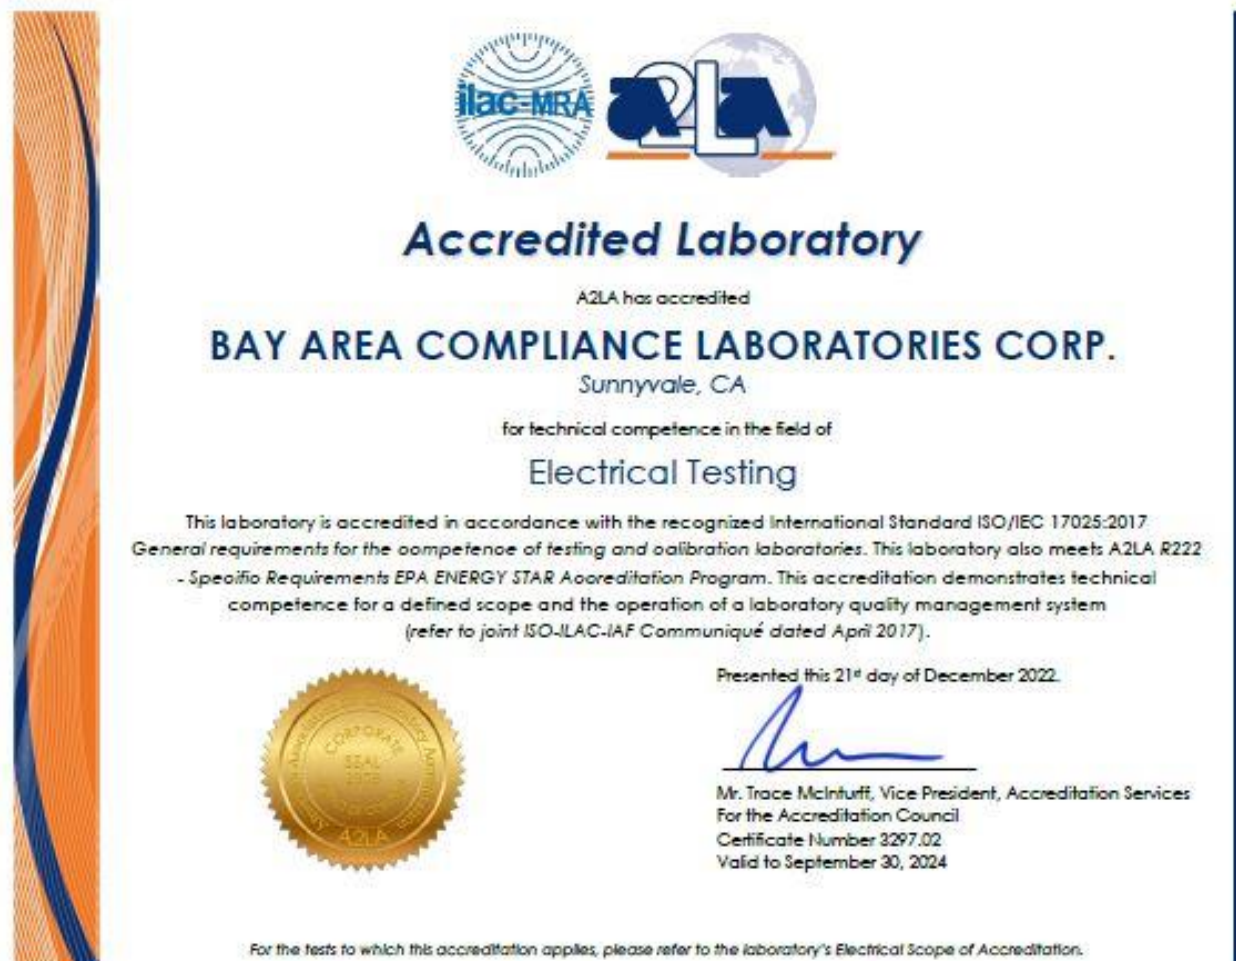 ilac-MRA
a2la
Accredited Laboratory
A2LA has accredited
BAY AREA COMPLIANCE LABORATORIES CORP.
Sunnyvale, CA
for technical competence in the field of
Electrical Testing
This laboratory is accredited in accordance with the recognized International Standard ISO/IEC 17025:2017
General requirements for the competence of testing and calibration laboratories. This laboratory also meets A2LA R222
- Specific Requirements EPA ENERGY STAR Accreditation Program. This accreditation demonstrates technical
competence for a defined scope and the operation of a laboratory quality management system
(refer to joint ISO-ILAC-IAF Communiqué dated April 2017).
Presented this 21st day of December 2022.
CORPORATE
SEAL
A2LA
Mr. Trace McInturff, Vice President, Accreditation Services
For the Accreditation Council
Certificate Number 3297.02
Valid to September 30, 2024
For the tests to which this accreditation applies, please refer to the laboratory's Electrical Scope of Accreditation.